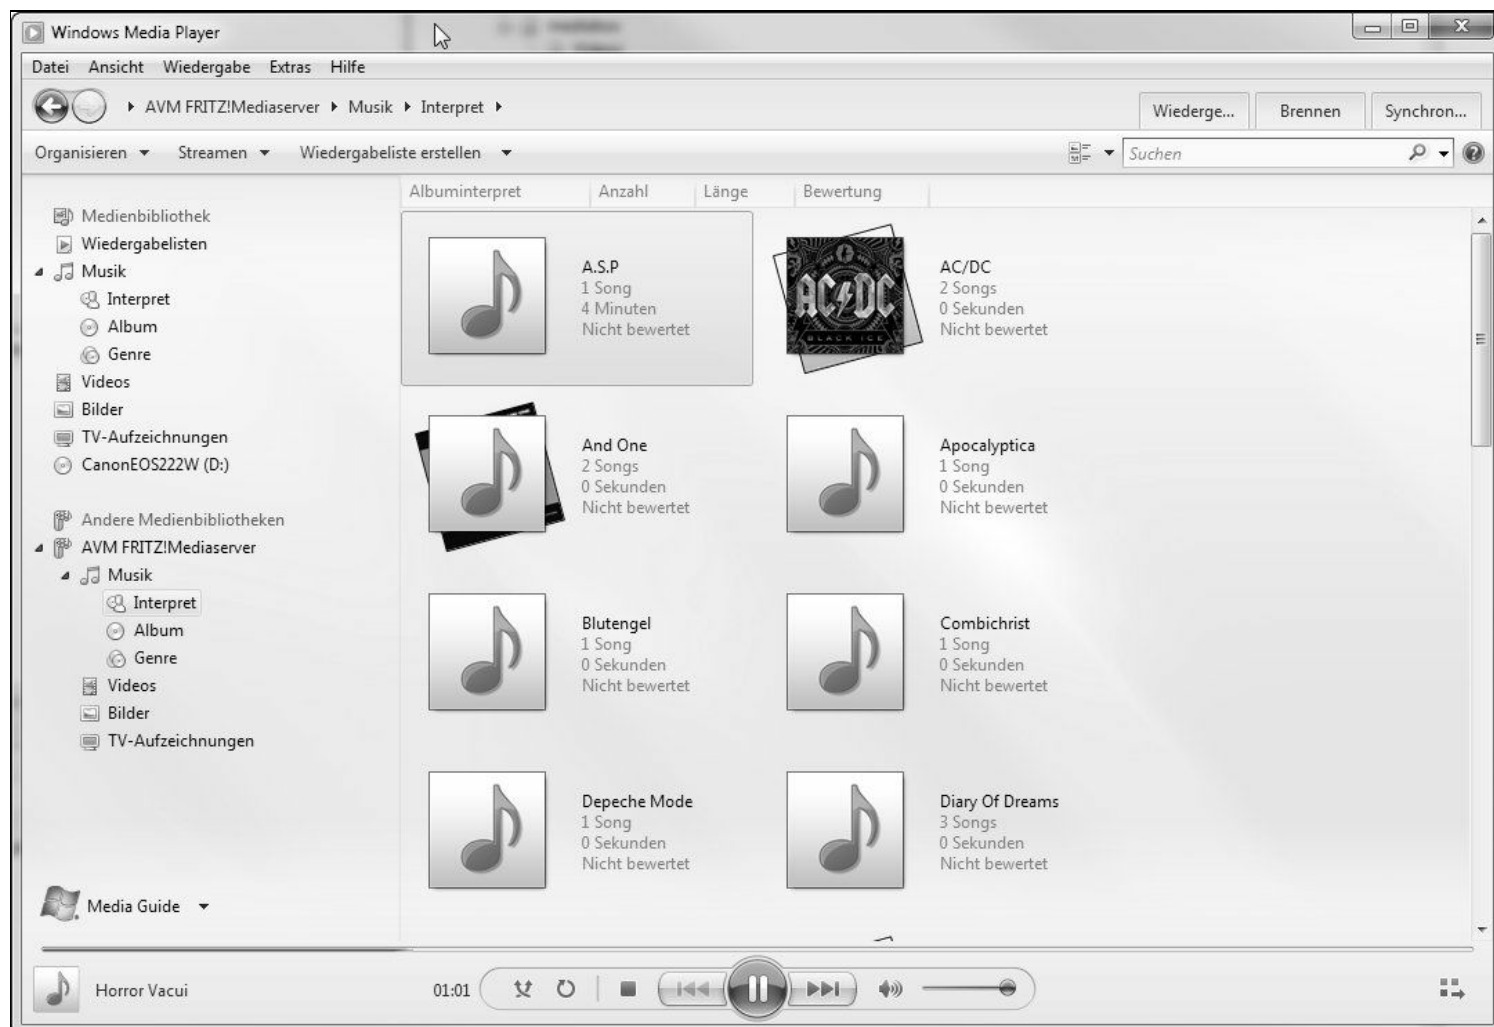 Windows Media Player
Datei Ansicht Wiedergabe Extras Hilfe
AVM FRITZ!Mediaserver Musik Interpret
Wiederge... Brennen Synchron...
Organisieren Streamen Wiedergabeliste erstellen
Suchen
Albuminterpret Anzahl Länge Bewertung
Medienbibliothek
Wiedergabelisten
Musik
Interpret
Album
Genre
Videos
Bilder
TV-Aufzeichnungen
CanonEOS222W (D:)
Andere Medienbibliotheken
AVM FRITZ!Mediaserver
Musik
Interpret
Album
Genre
Videos
Bilder
TV-Aufzeichnungen
Media Guide
A.S.P
1 Song
4 Minuten
Nicht bewertet
AC/DC
BLACK ICE
AC/DC
2 Songs
0 Sekunden
Nicht bewertet
And One
2 Songs
0 Sekunden
Nicht bewertet
Apocalyptica
1 Song
0 Sekunden
Nicht bewertet
Blutengel
1 Song
0 Sekunden
Nicht bewertet
Combichrist
1 Song
0 Sekunden
Nicht bewertet
Depeche Mode
1 Song
0 Sekunden
Nicht bewertet
Diary Of Dreams
3 Songs
0 Sekunden
Nicht bewertet
Horror Vacui
01:01